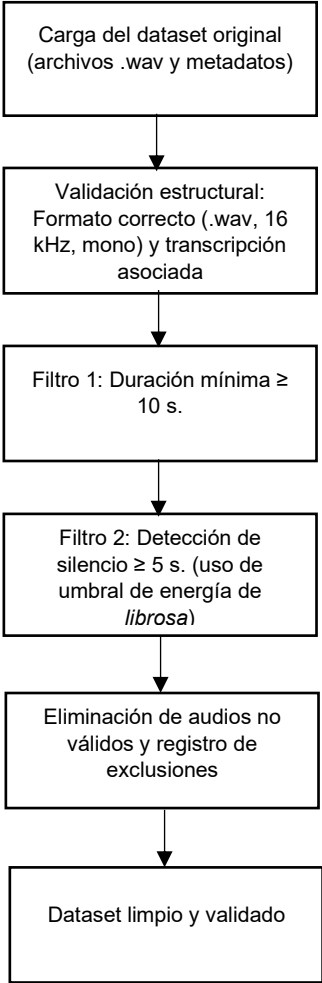 Carga del dataset original
(archivos .wav y metadatos)
Validación estructural:
Formato correcto (.wav, 16
kHz, mono) y transcripción
asociada
Filtro 1: Duración mínima ≥
10 s.
Filtro 2: Detección de
silencio ≥ 5 s. (uso de
umbral de energía de
librosa)
Eliminación de audios no
válidos y registro de
exclusiones
Dataset limpio y validado